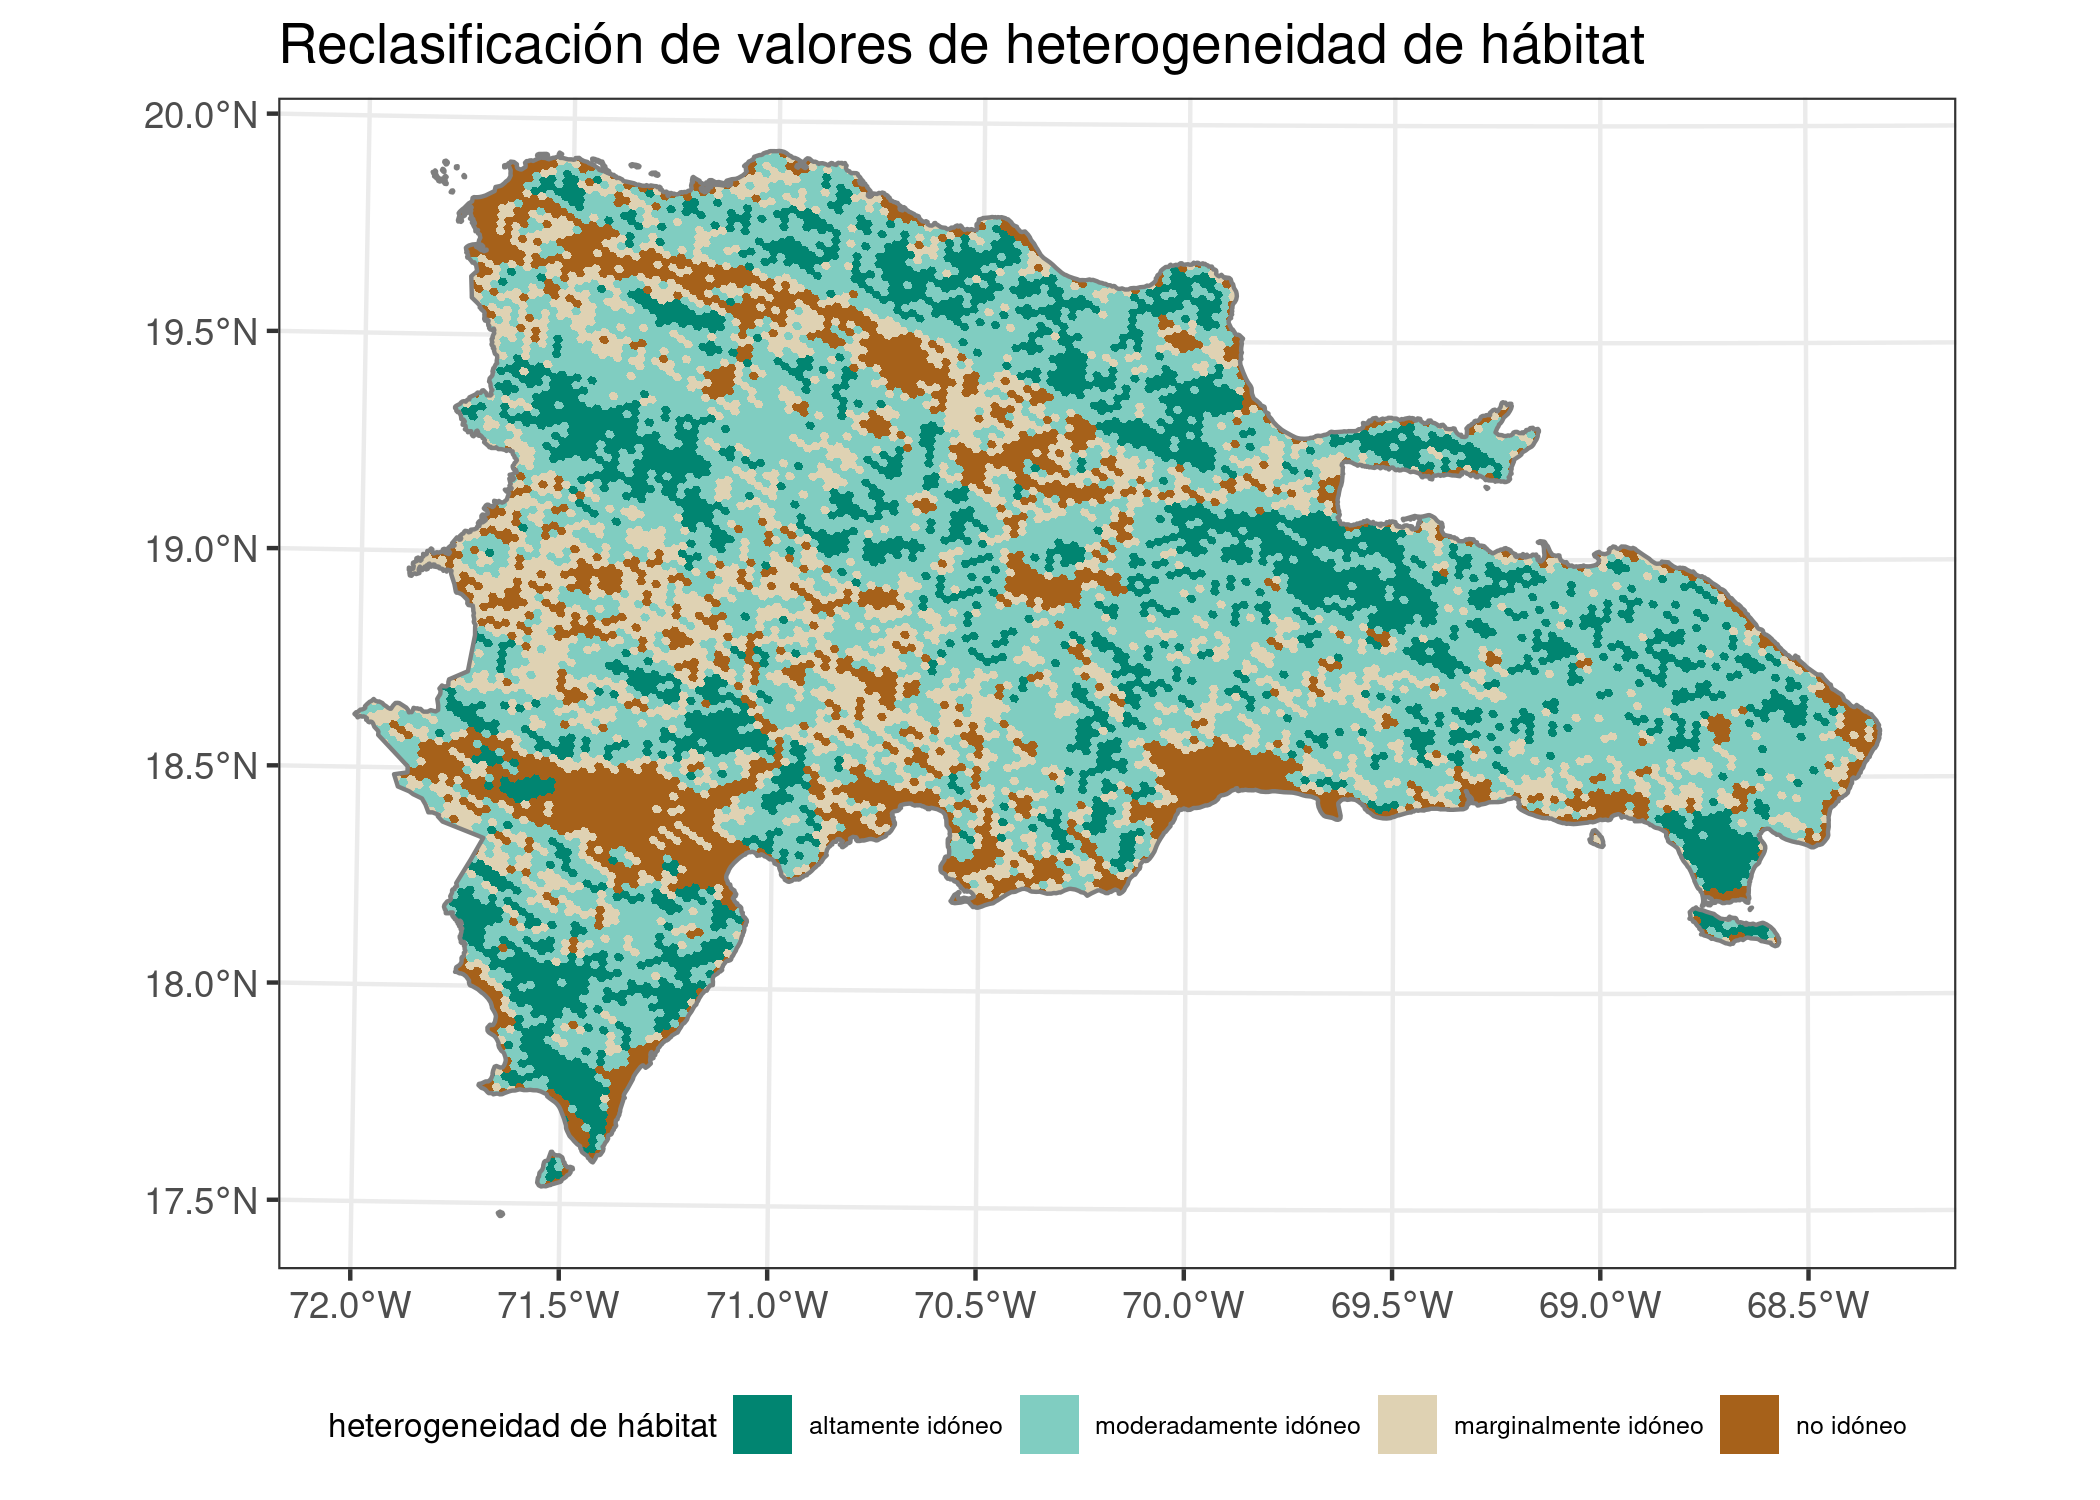 Reclasificación de valores de heterogeneidad de hábitat
20.0°N
19.5°N
19.0°N
18.5°N
18.0°N
17.5°N
72.0°W 71.5°W 71.0°W 70.5°W 70.0°W 69.5°W 69.0°W 68.5°W
heterogeneidad de hábitat altamente idóneo moderadamente idóneo marginalmente idóneo no idóneo